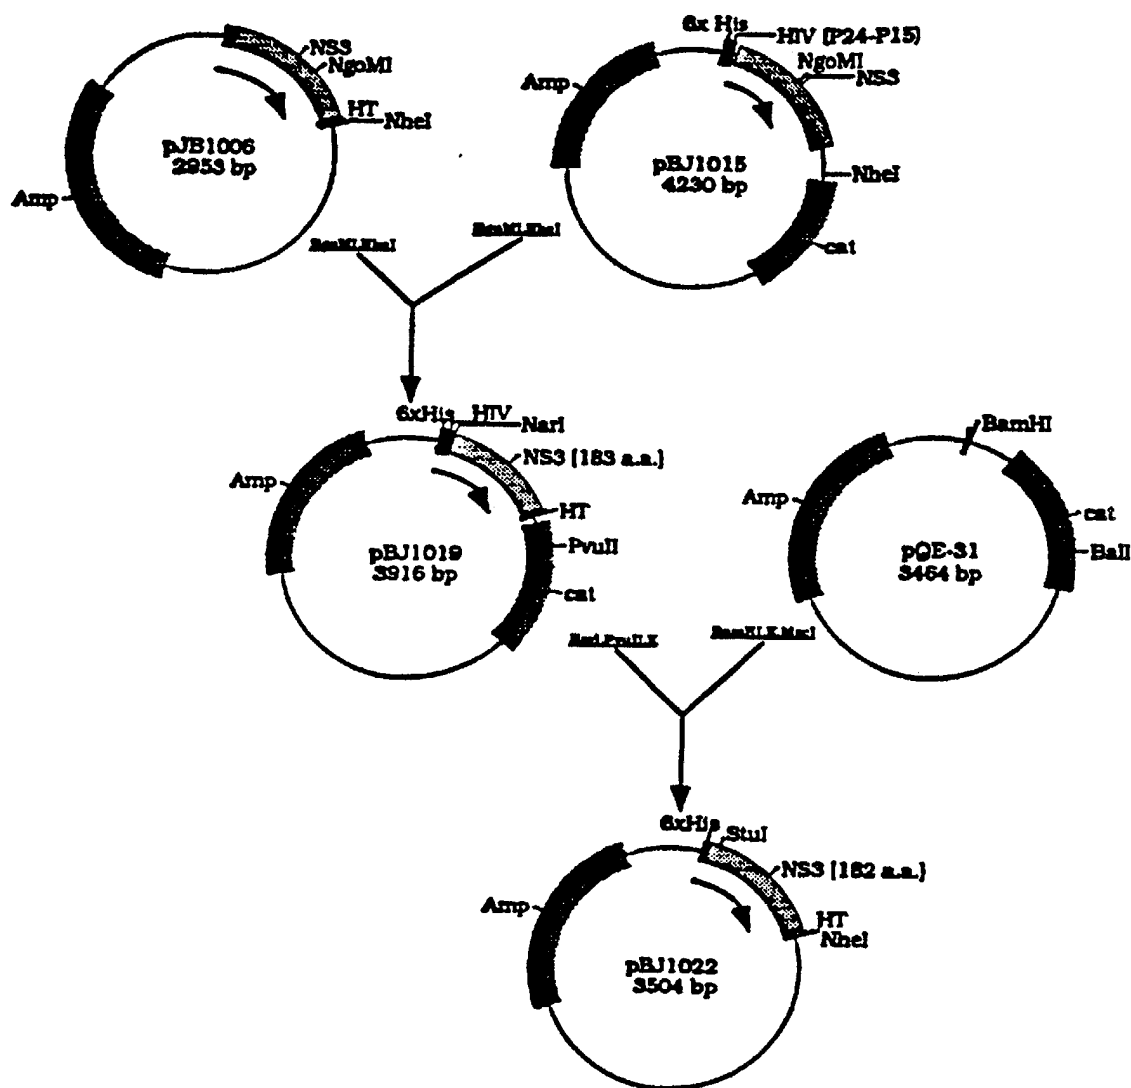 NS3
NgoMI
HT
NheI
pJB1006
2953 bp
Amp
6x His
HIV (P24-P15)
NgoMI
NS3
Amp
pBJ1015
4230 bp
NheI
cat
6xHis HIV
NarI
NS3 [183 a.a.]
Amp
HT
PvuII
pBJ1019
3916 bp
cat
BamHI
Amp
cat
BalI
pQE-31
3464 bp
6xHis
StuI
NS3 [182 a.a.]
Amp
HT
NheI
pBJ1022
3504 bp